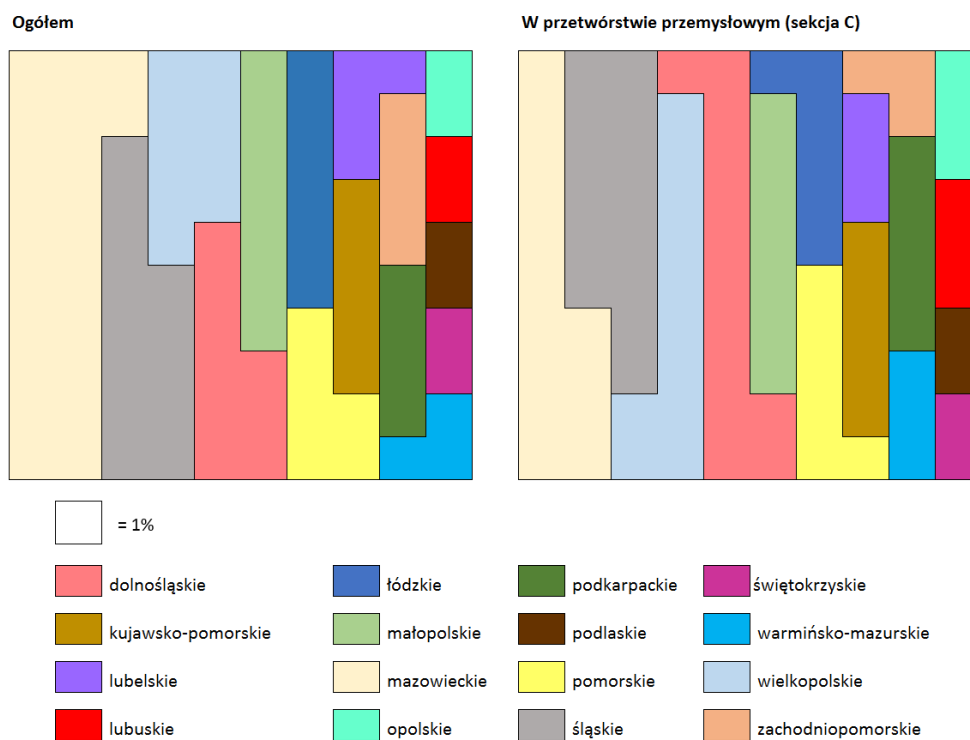 Ogółem
W przetwórstwie przemysłowym (sekcja C)
= 1%
dolnośląskie
łódzkie
podkarpackie
świętokrzyskie
kujawsko-pomorskie
małopolskie
podlaskie
warmińsko-mazurskie
lubelskie
mazowieckie
pomorskie
wielkopolskie
lubuskie
opolskie
śląskie
zachodniopomorskie